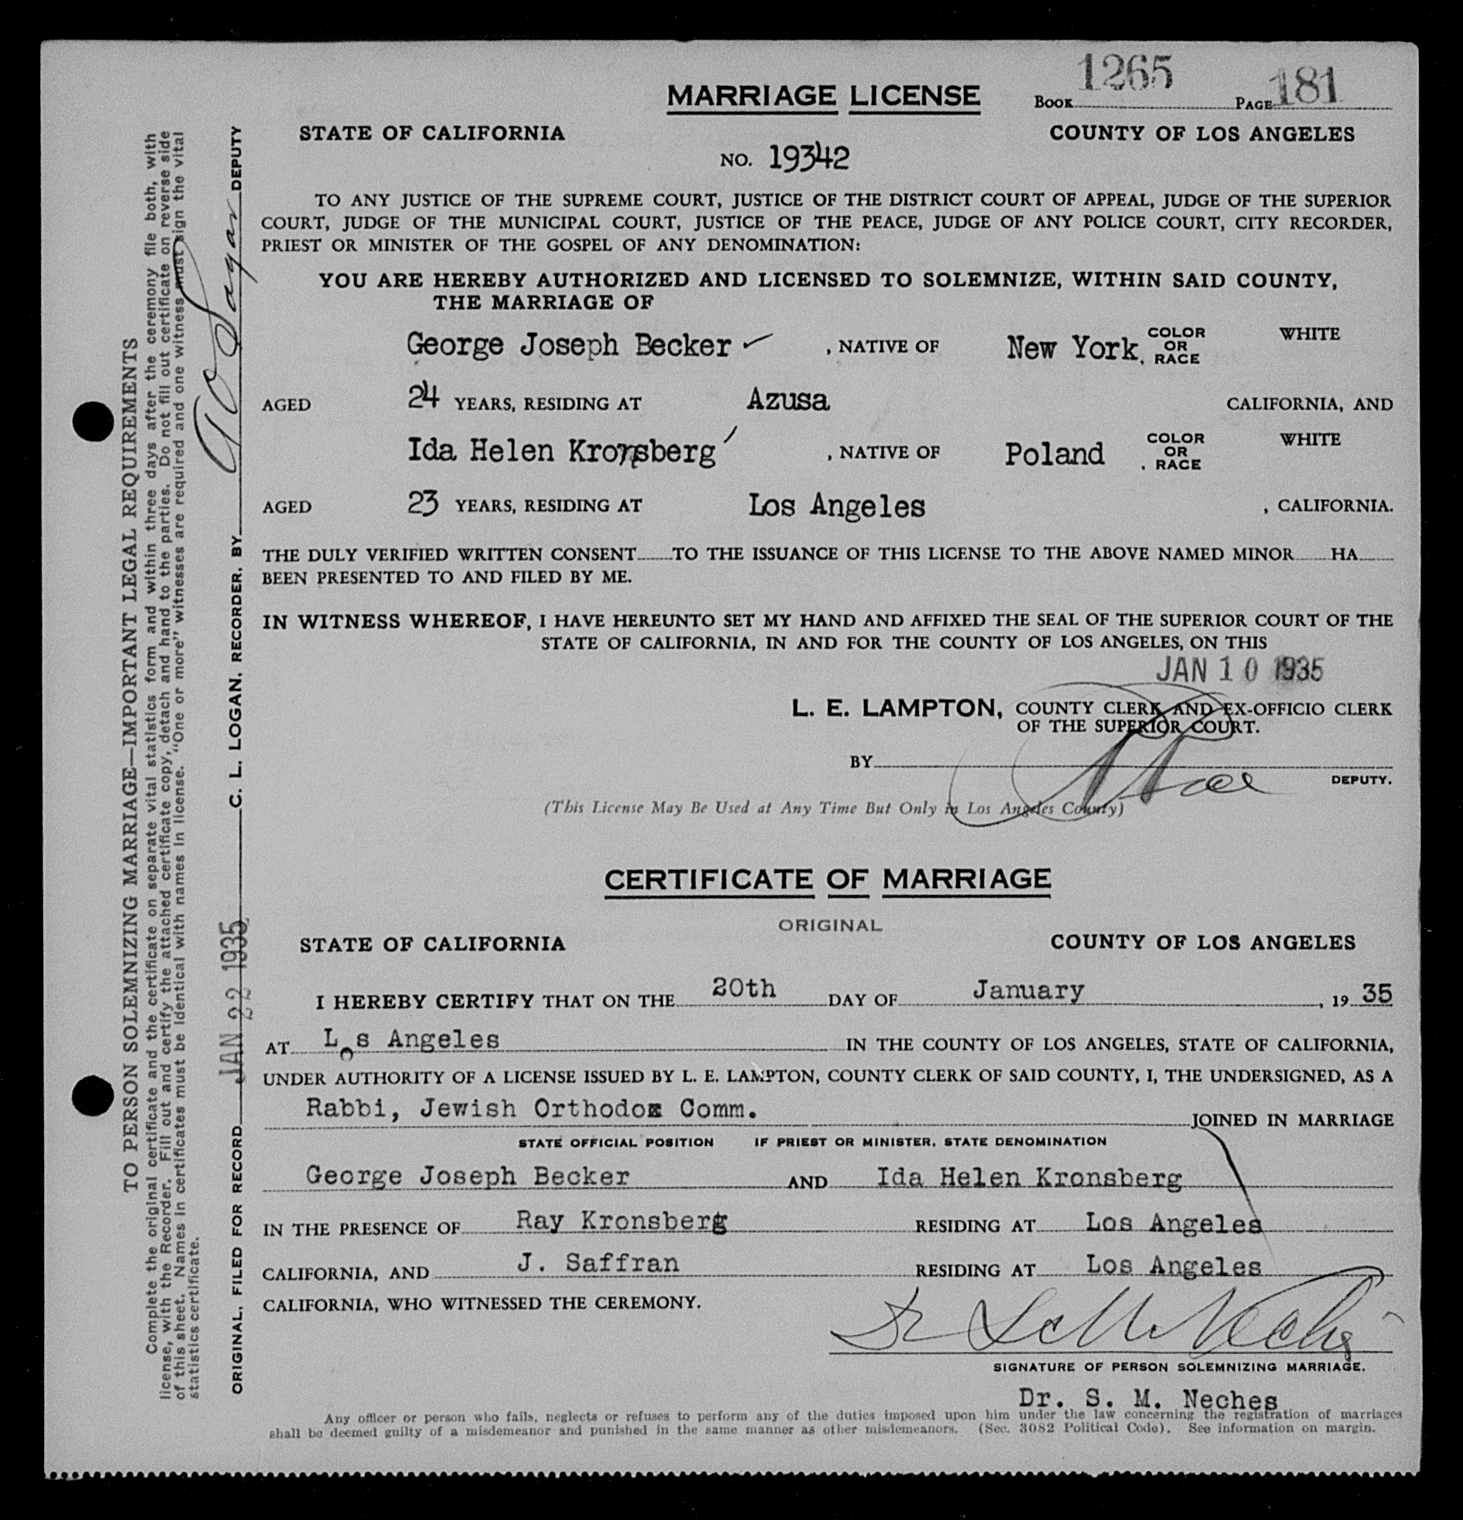 1265 181
MARRIAGE LICENSE BOOK PAGE
STATE OF CALIFORNIA COUNTY OF LOS ANGELES
NO. 19342
TO ANY JUSTICE OF THE SUPREME COURT, JUSTICE OF THE DISTRICT COURT OF APPEAL, JUDGE OF THE SUPERIOR
COURT, JUDGE OF THE MUNICIPAL COURT, JUSTICE OF THE PEACE, JUDGE OF ANY POLICE COURT, CITY RECORDER,
PRIEST OR MINISTER OF THE GOSPEL OF ANY DENOMINATION:
YOU ARE HEREBY AUTHORIZED AND LICENSED TO SOLEMNIZE, WITHIN SAID COUNTY,
THE MARRIAGE OF
George Joseph Becker , NATIVE OF New York , COLOR OR RACE WHITE
AGED 24 YEARS, RESIDING AT Azusa CALIFORNIA, AND
Ida Helen Kronsberg , NATIVE OF Poland , COLOR OR RACE WHITE
AGED 23 YEARS, RESIDING AT Los Angeles , CALIFORNIA.
THE DULY VERIFIED WRITTEN CONSENT TO THE ISSUANCE OF THIS LICENSE TO THE ABOVE NAMED MINOR HA
BEEN PRESENTED TO AND FILED BY ME.
IN WITNESS WHEREOF, I HAVE HEREUNTO SET MY HAND AND AFFIXED THE SEAL OF THE SUPERIOR COURT OF THE
STATE OF CALIFORNIA, IN AND FOR THE COUNTY OF LOS ANGELES, ON THIS
JAN 10 1935
L. E. LAMPTON, COUNTY CLERK AND EX-OFFICIO CLERK
OF THE SUPERIOR COURT.
BY DEPUTY.
(This License May Be Used at Any Time But Only in Los Angeles County)
CERTIFICATE OF MARRIAGE
ORIGINAL
STATE OF CALIFORNIA COUNTY OF LOS ANGELES
I HEREBY CERTIFY THAT ON THE 20th DAY OF January , 19 35
AT Los Angeles IN THE COUNTY OF LOS ANGELES, STATE OF CALIFORNIA,
UNDER AUTHORITY OF A LICENSE ISSUED BY L. E. LAMPTON, COUNTY CLERK OF SAID COUNTY, I, THE UNDERSIGNED, AS A
Rabbi, Jewish Orthodox Comm. JOINED IN MARRIAGE
STATE OFFICIAL POSITION IF PRIEST OR MINISTER, STATE DENOMINATION
George Joseph Becker AND Ida Helen Kronsberg
IN THE PRESENCE OF Ray Kronsberg RESIDING AT Los Angeles
CALIFORNIA, AND J. Saffran RESIDING AT Los Angeles
CALIFORNIA, WHO WITNESSED THE CEREMONY.
Dr S M Neches
SIGNATURE OF PERSON SOLEMNIZING MARRIAGE.
Dr. S. M. Neches
Any officer or person who fails, neglects or refuses to perform any of the duties imposed upon him under the law concerning the registration of marriages
shall be deemed guilty of a misdemeanor and punished in the same manner as other misdemeanors. (Sec. 3082 Political Code). See information on margin.
TO PERSON SOLEMNIZING MARRIAGE—IMPORTANT LEGAL REQUIREMENTS
Complete the original certificate and the certificate on separate vital statistics form and within three days after the ceremony file both, with
license, with the Recorder. Fill out and certify the attached certificate copy, detach and hand to the parties. Do not fill out certificate on reverse side
of this sheet. Names in certificates must be identical with names in license. "One or more" witnesses are required and one witness must sign the vital
statistics certificate.
ORIGINAL, FILED FOR RECORD JAN 22 1935 C. L. LOGAN, RECORDER, BY DEPUTY